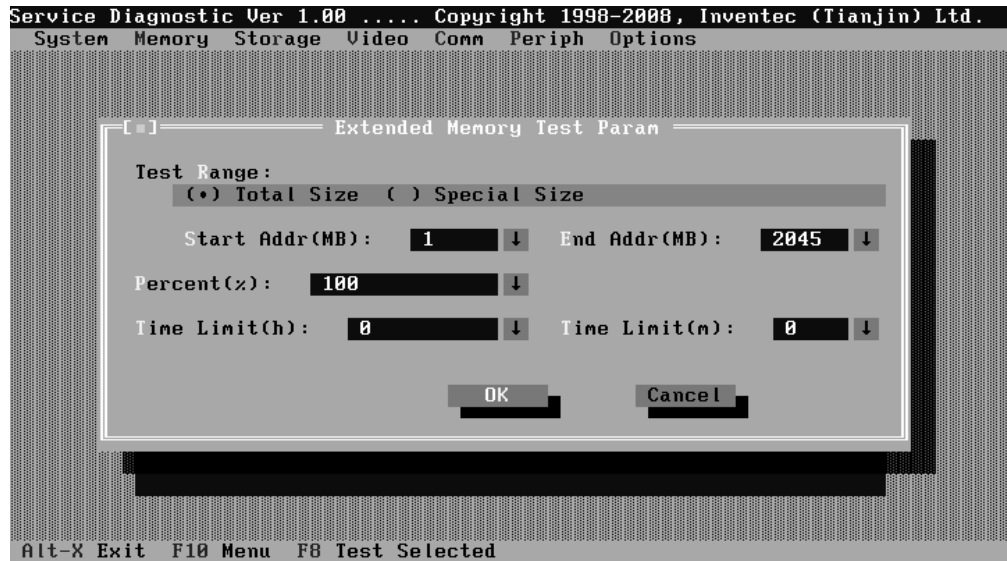 Service Diagnostic Ver 1.00 ..... Copyright 1998-2008, Inventec (Tianjin) Ltd.
System Memory Storage Video Comm Periph Options
[■] Extended Memory Test Param
Test Range:
(•) Total Size ( ) Special Size
Start Addr(MB): 1 ↓ End Addr(MB): 2045 ↓
Percent(%): 100 ↓
Time Limit(h): 0 ↓ Time Limit(m): 0 ↓
OK Cancel
Alt-X Exit F10 Menu F8 Test Selected